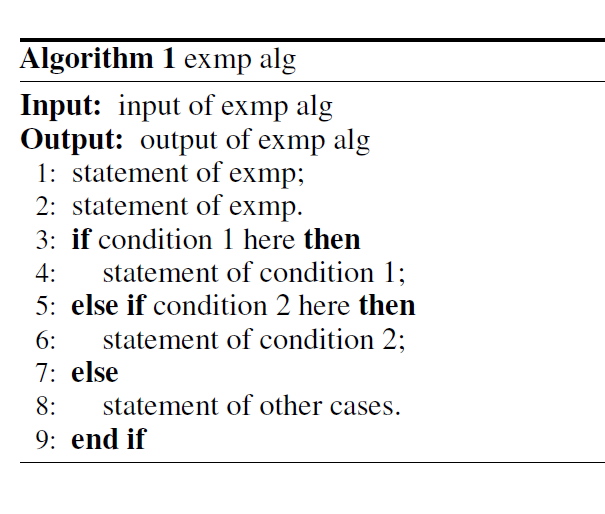 Algorithm 1 exmp alg
Input: input of exmp alg
Output: output of exmp alg
1: statement of exmp;
2: statement of exmp.
3: if condition 1 here then
4: statement of condition 1;
5: else if condition 2 here then
6: statement of condition 2;
7: else
8: statement of other cases.
9: end if